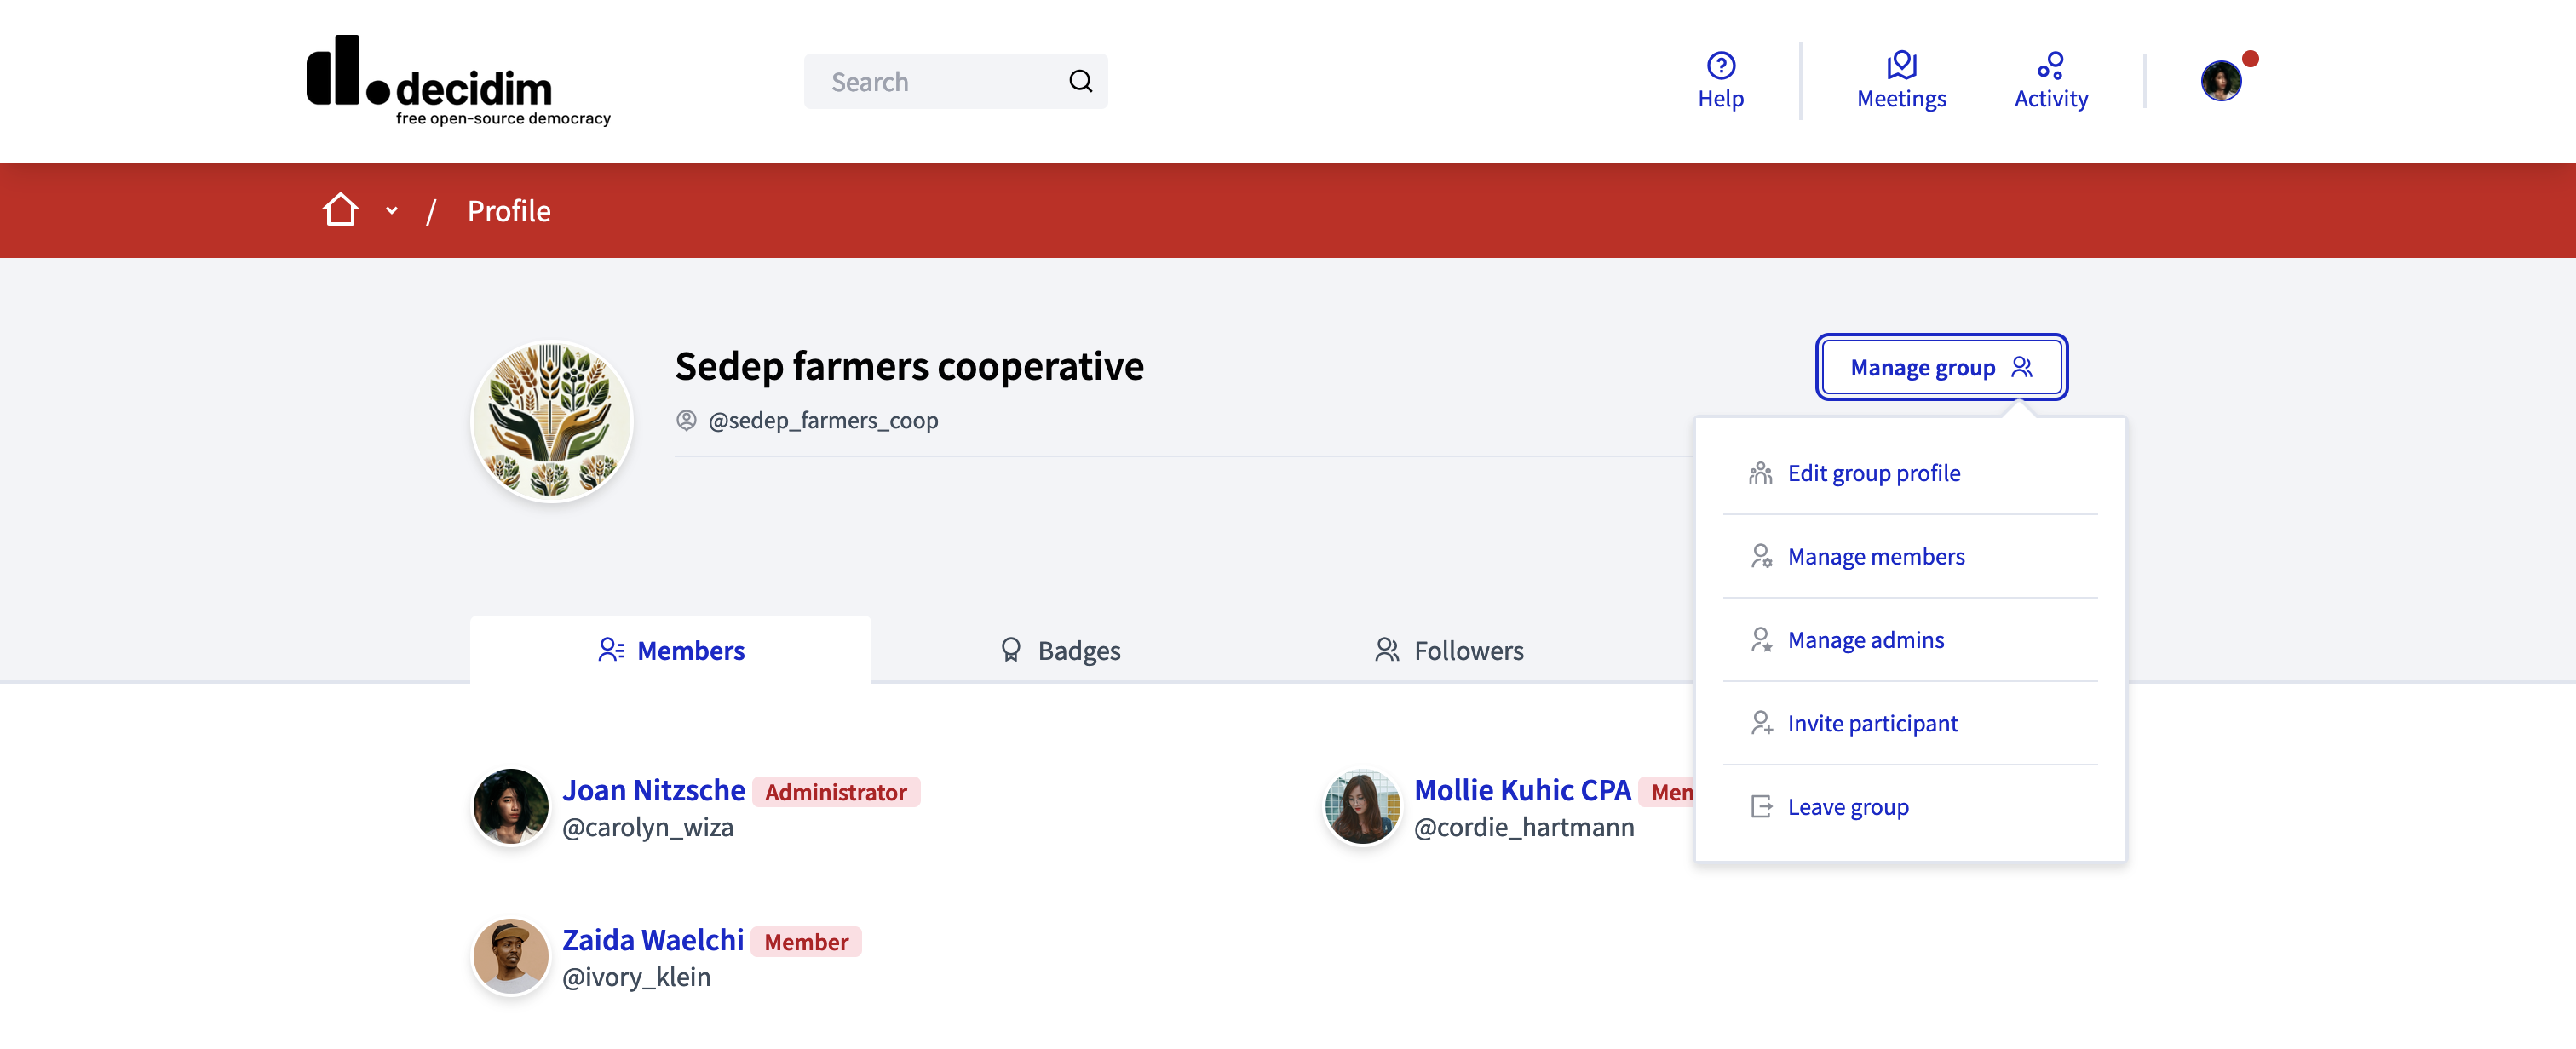 decidim
free open-source democracy
Search
Help
Meetings
Activity
/ Profile
Sedep farmers cooperative
@sedep_farmers_coop
Manage group
Edit group profile
Manage members
Manage admins
Invite participant
Leave group
Members
Badges
Followers
Joan Nitzsche Administrator
@carolyn_wiza
Mollie Kuhic CPA
@cordie_hartmann
Zaida Waelchi Member
@ivory_klein